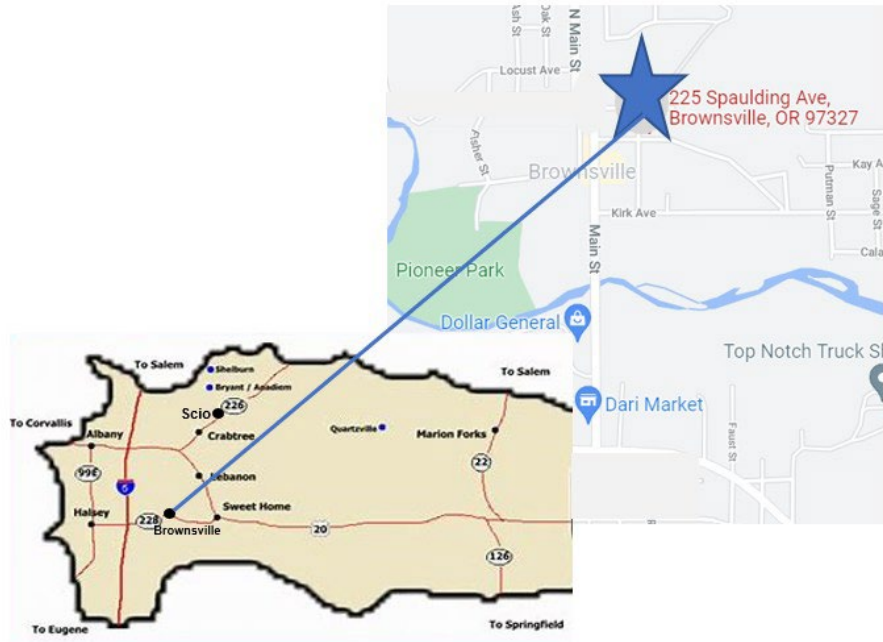 N Main St
Ash St
Oak St
Locust Ave
225 Spaulding Ave,
Brownsville, OR 97327
Asher St
Brownsville
Kay A
Putman St
Sage St
Kirk Ave
Main St
Cala
Pioneer Park
Dollar General
Top Notch Truck S
Dari Market
Faust St
To Salem
Shelburn
Bryant / Anadiem
To Salem
Scio
226
To Corvallis
Albany
Crabtree
Quartzville
Marion Forks
99E
22
Lebanon
5
Halsey
228
Sweet Home
Brownsville
20
126
To Eugene
To Springfield